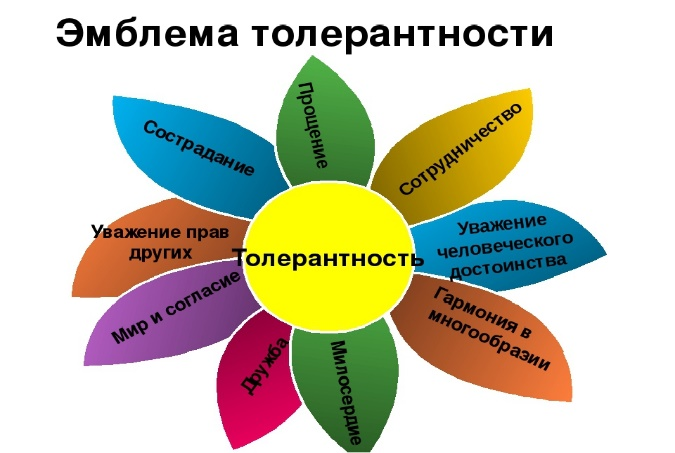 Эмблема толерантности
Прощение
Сотрудничество
Уважение
человеческого
достоинства
Гармония в
многообразии
Милосердие
Дружба
Мир и согласие
Уважение прав
других
Сострадание
Толерантность